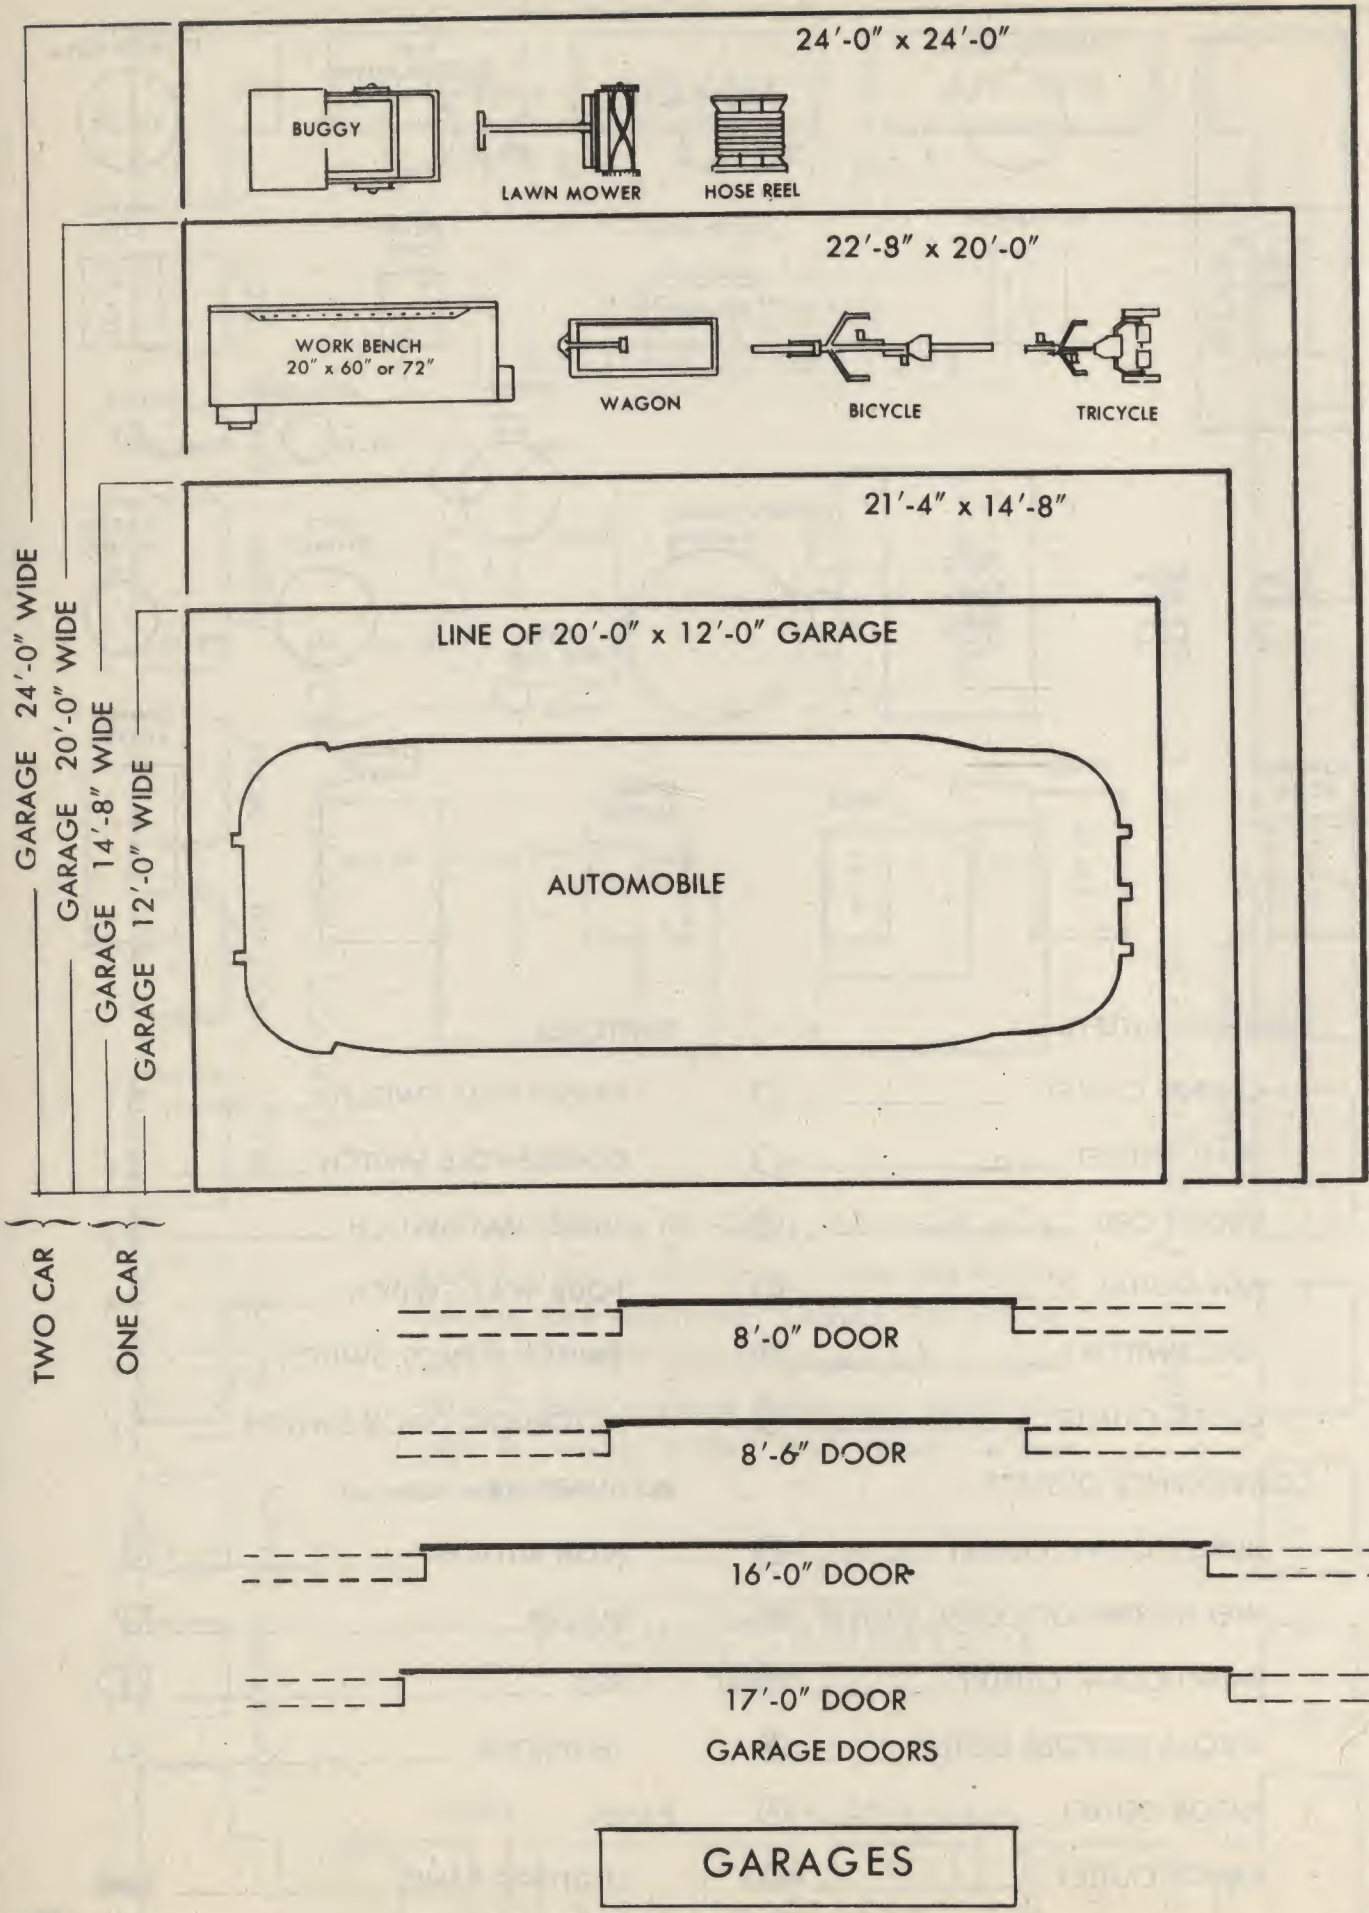 24'-0" x 24'-0"
BUGGY
LAWN MOWER
HOSE REEL
22'-8" x 20'-0"
WORK BENCH
20" x 60" or 72"
WAGON
BICYCLE
TRICYCLE
21'-4" x 14'-8"
LINE OF 20'-0" x 12'-0" GARAGE
AUTOMOBILE
GARAGE 24'-0" WIDE
GARAGE 20'-0" WIDE
GARAGE 14'-8" WIDE
GARAGE 12'-0" WIDE
TWO CAR
ONE CAR
8'-0" DOOR
8'-6" DOOR
16'-0" DOOR
17'-0" DOOR
GARAGE DOORS
GARAGES